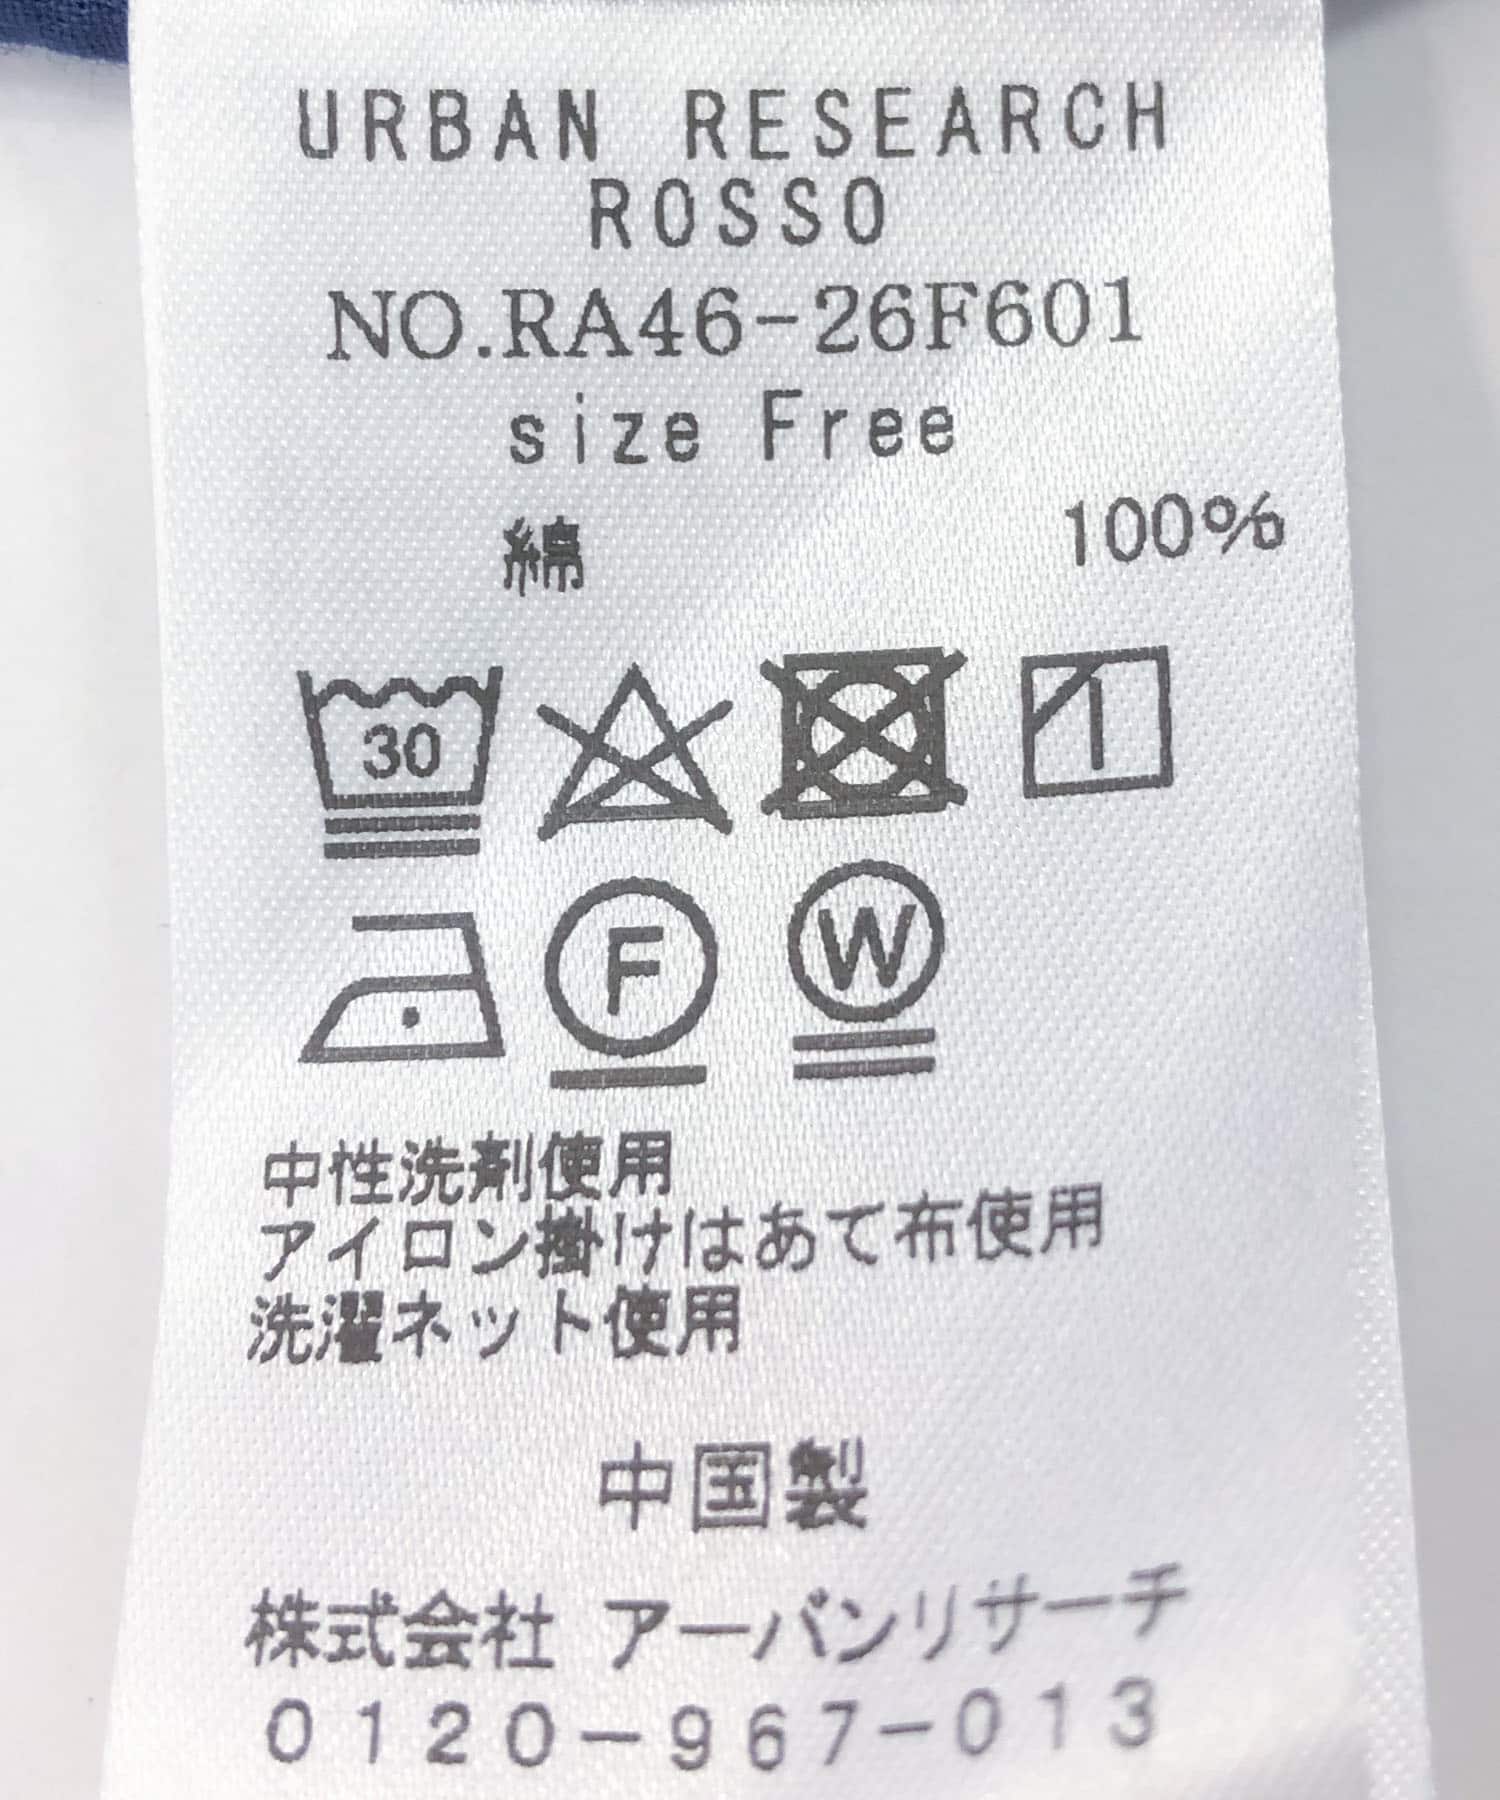 URBAN RESEARCH
ROSSO
NO.RA46-26F601
size Free
綿 100%
30
F W
中性洗剤使用
アイロン掛けはあて布使用
洗濯ネット使用
中国製
株式会社 アーバンリサーチ
0120-967-013